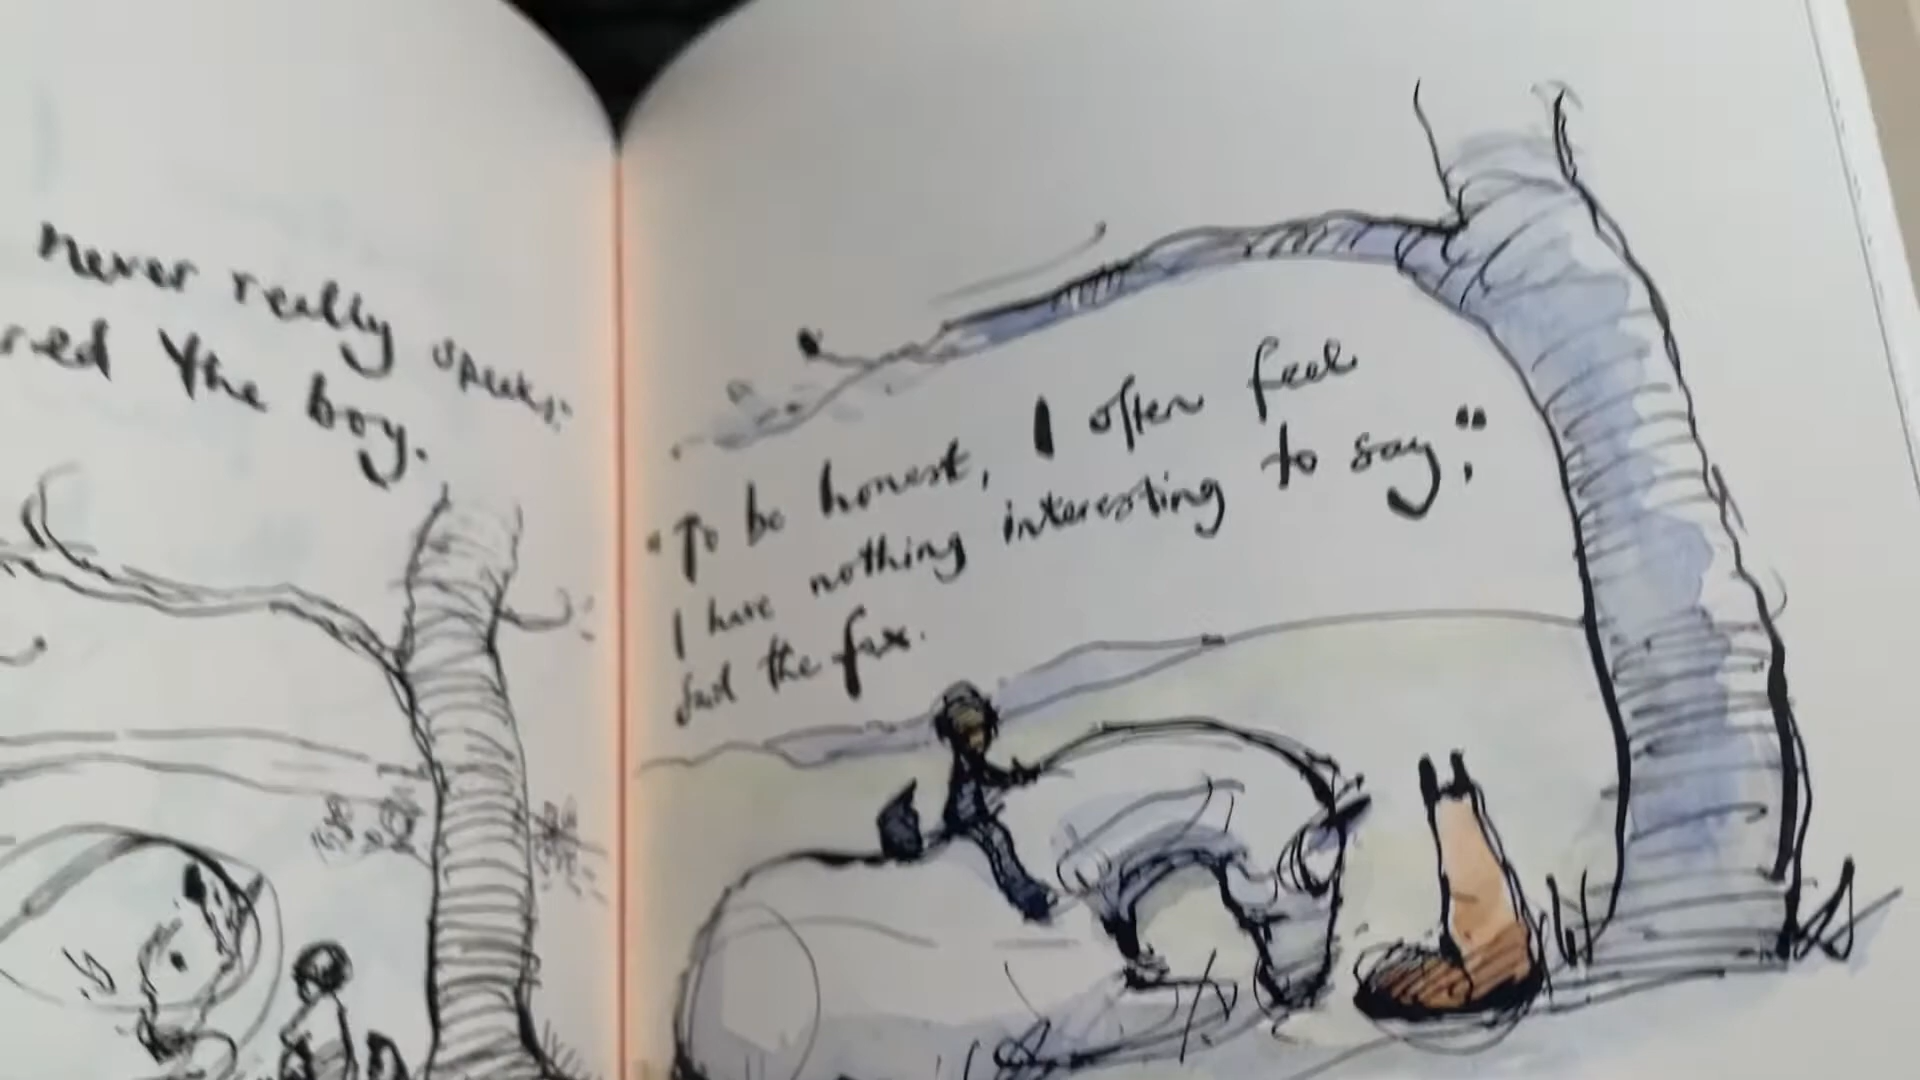 never really speaks"
red the boy.
"To be honest, I often feel
I have nothing interesting to say",
said the fox.